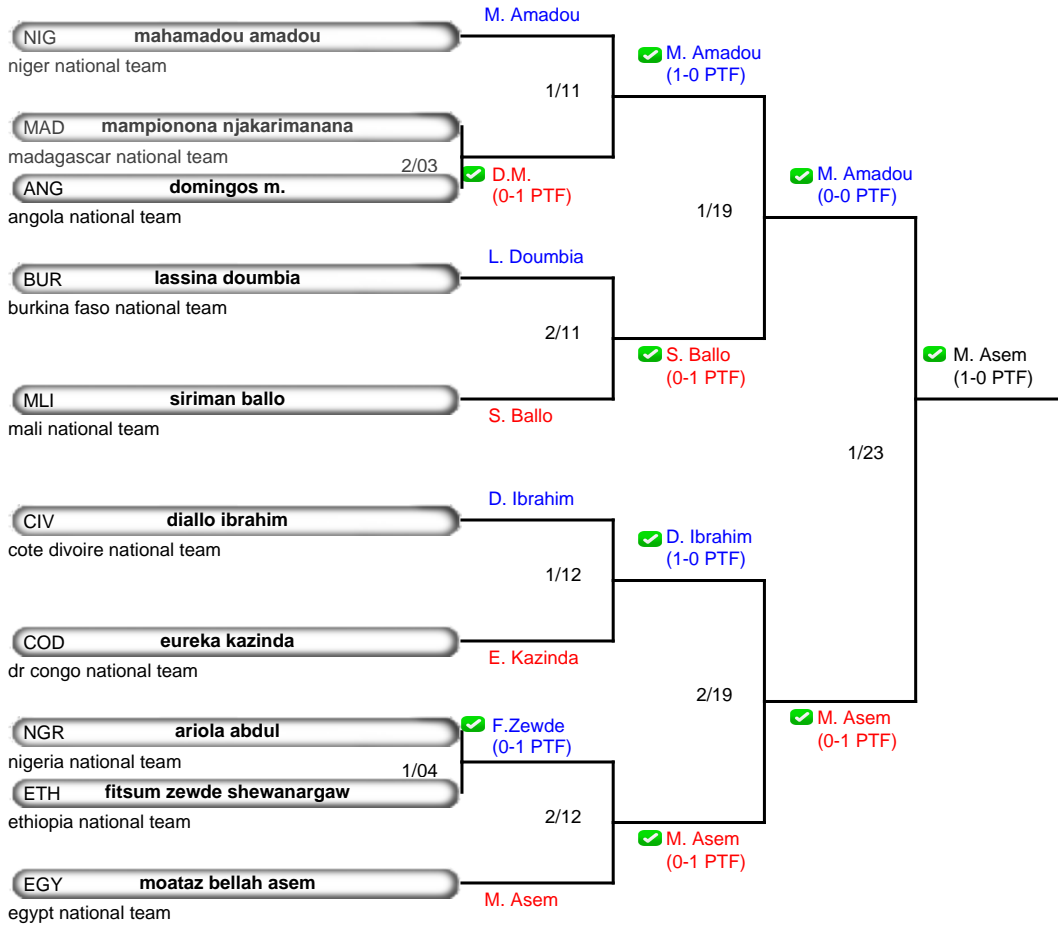 M. Amadou
NIG mahamadou amadou
niger national team
M. Amadou
(1-0 PTF)
1/11
MAD mampionona njakarimanana
madagascar national team
2/03
D.M.
(0-1 PTF)
ANG domingos m.
angola national team
M. Amadou
(0-0 PTF)
1/19
L. Doumbia
BUR lassina doumbia
burkina faso national team
2/11
S. Ballo
(0-1 PTF)
M. Asem
(1-0 PTF)
MLI siriman ballo
mali national team
S. Ballo
1/23
D. Ibrahim
CIV diallo ibrahim
cote divoire national team
D. Ibrahim
(1-0 PTF)
1/12
COD eureka kazinda
dr congo national team
E. Kazinda
2/19
M. Asem
(0-1 PTF)
NGR ariola abdul
nigeria national team
F.Zewde
(0-1 PTF)
1/04
ETH fitsum zewde shewanargaw
ethiopia national team
2/12
M. Asem
(0-1 PTF)
EGY moataz bellah asem
egypt national team
M. Asem